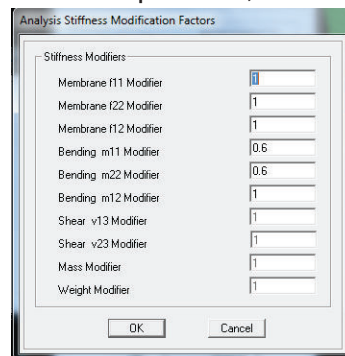 Analysis Stiffness Modification Factors
Stiffness Modifiers
Membrane f11 Modifier 1
Membrane f22 Modifier 1
Membrane f12 Modifier 1
Bending m11 Modifier 0.6
Bending m22 Modifier 0.6
Bending m12 Modifier 1
Shear v13 Modifier 1
Shear v23 Modifier 1
Mass Modifier 1
Weight Modifier 1
OK Cancel